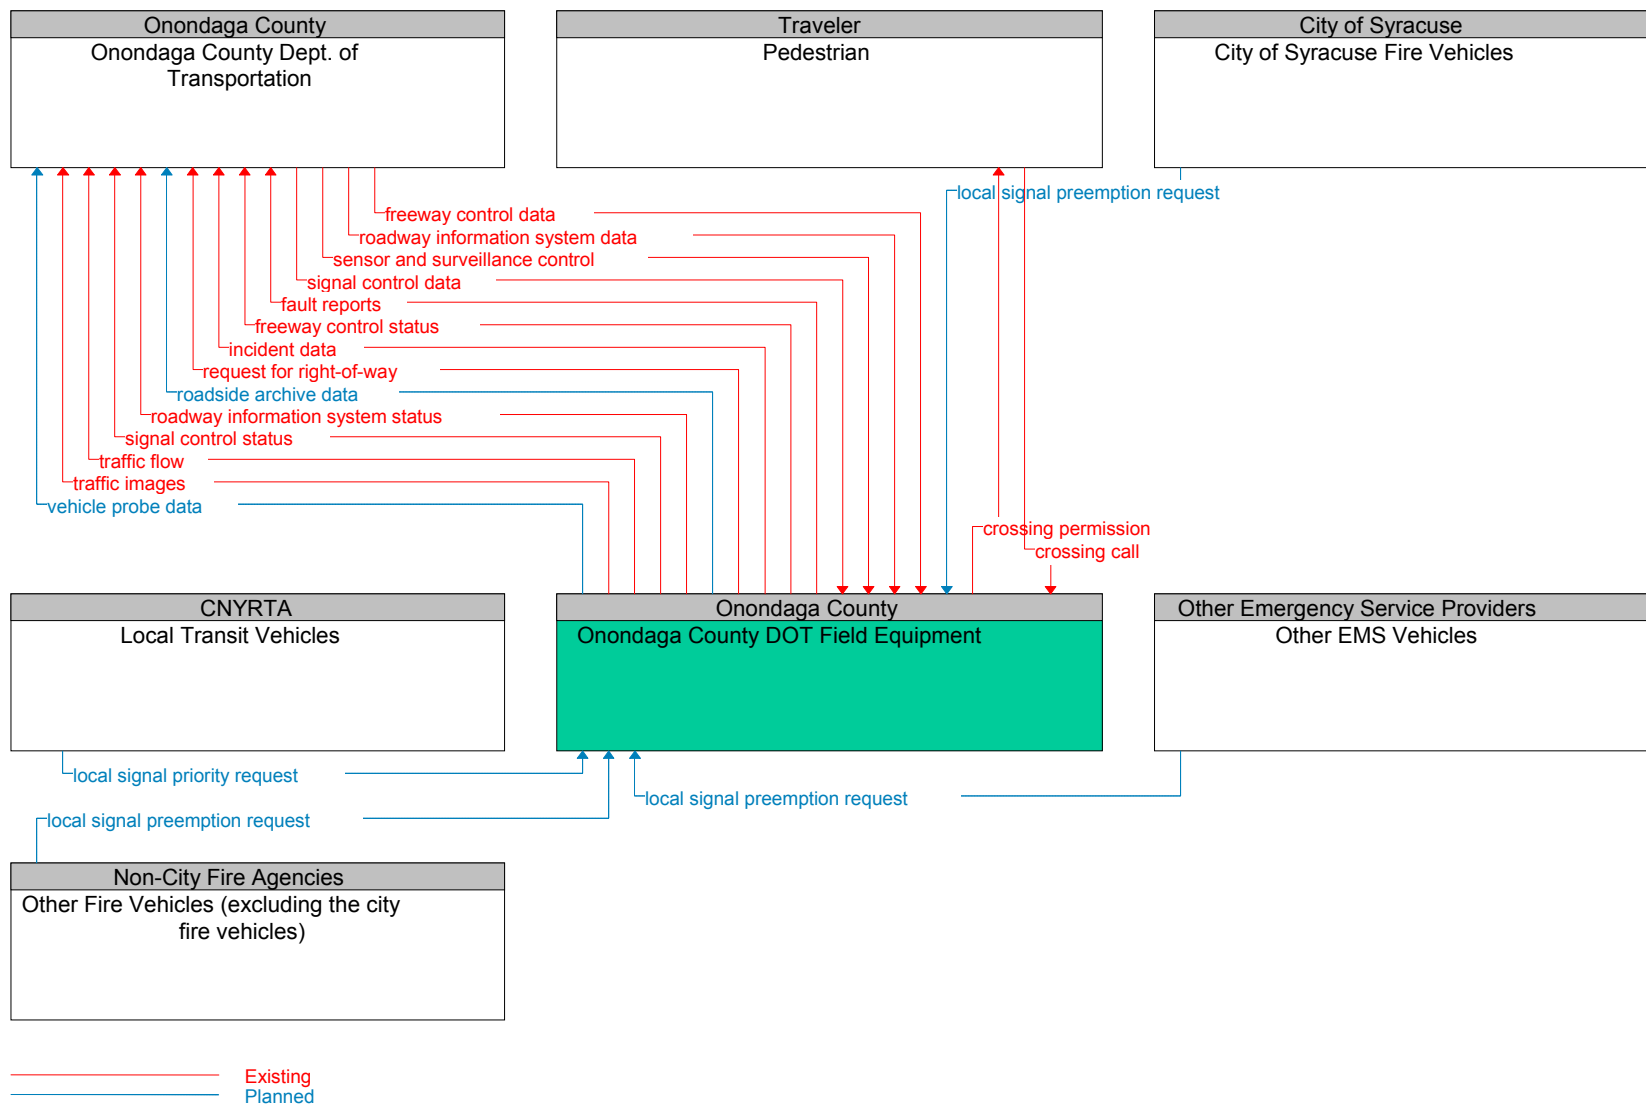 Onondaga County
Onondaga County Dept. of
Transportation
Traveler
Pedestrian
City of Syracuse
City of Syracuse Fire Vehicles
local signal preemption request
freeway control data
roadway information system data
sensor and surveillance control
signal control data
fault reports
freeway control status
incident data
request for right-of-way
roadside archive data
roadway information system status
signal control status
traffic flow
traffic images
vehicle probe data
crossing permission
crossing call
CNYRTA
Local Transit Vehicles
Onondaga County
Onondaga County DOT Field Equipment
Other Emergency Service Providers
Other EMS Vehicles
local signal priority request
local signal preemption request
local signal preemption request
Non-City Fire Agencies
Other Fire Vehicles (excluding the city
fire vehicles)
Existing
Planned